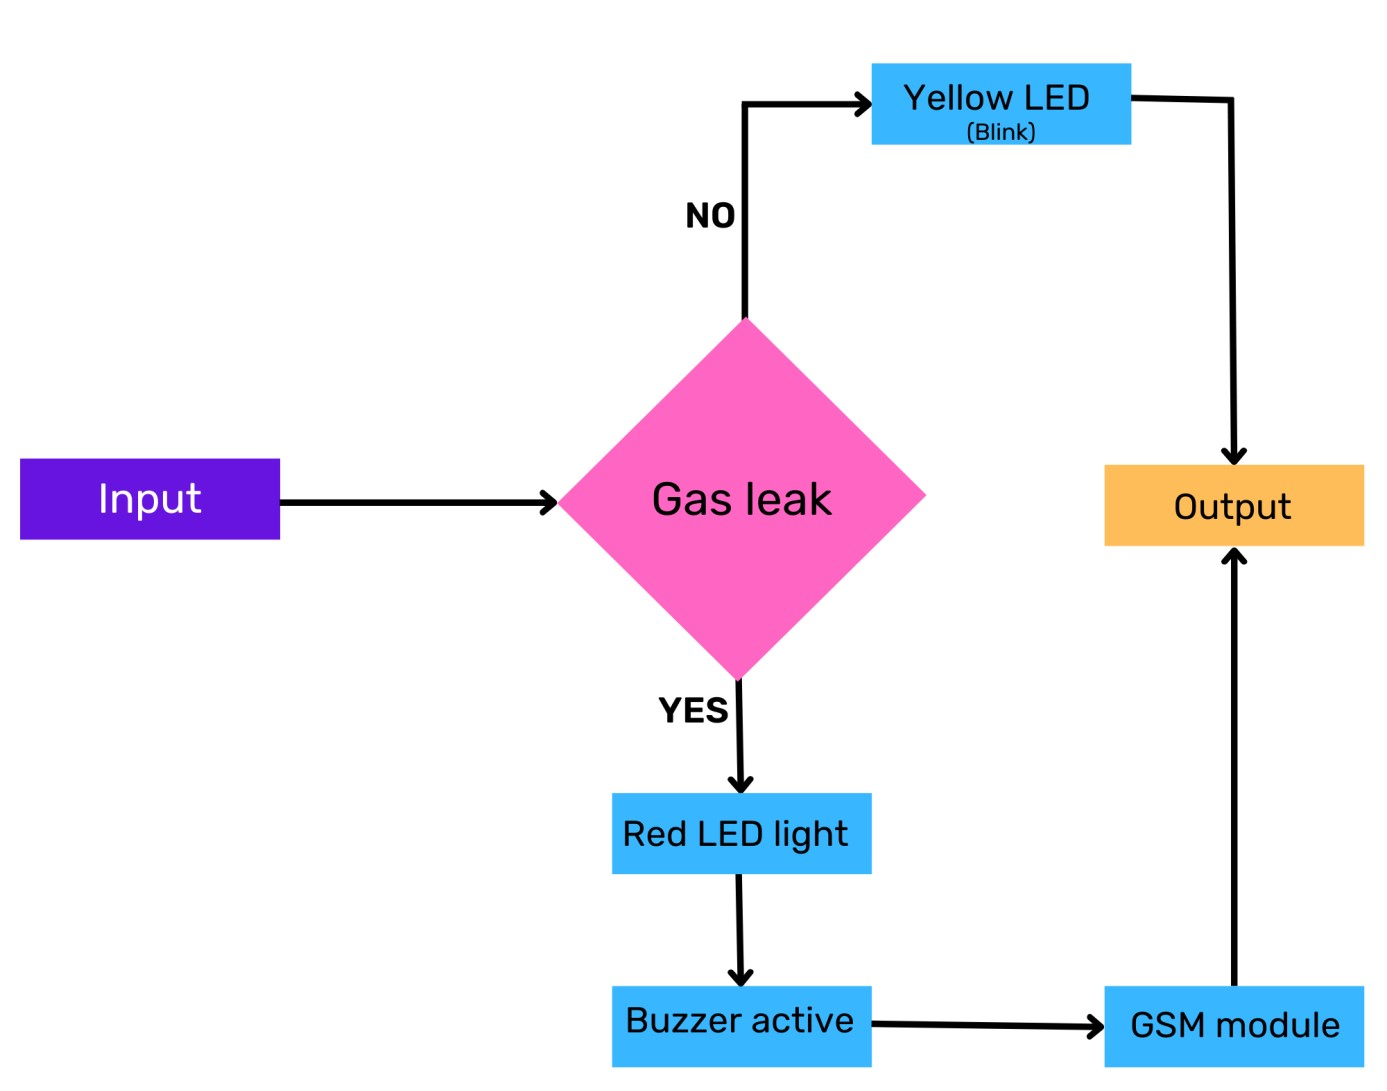 Yellow LED
(Blink)
NO
Input
Gas leak
Output
YES
Red LED light
Buzzer active
GSM module